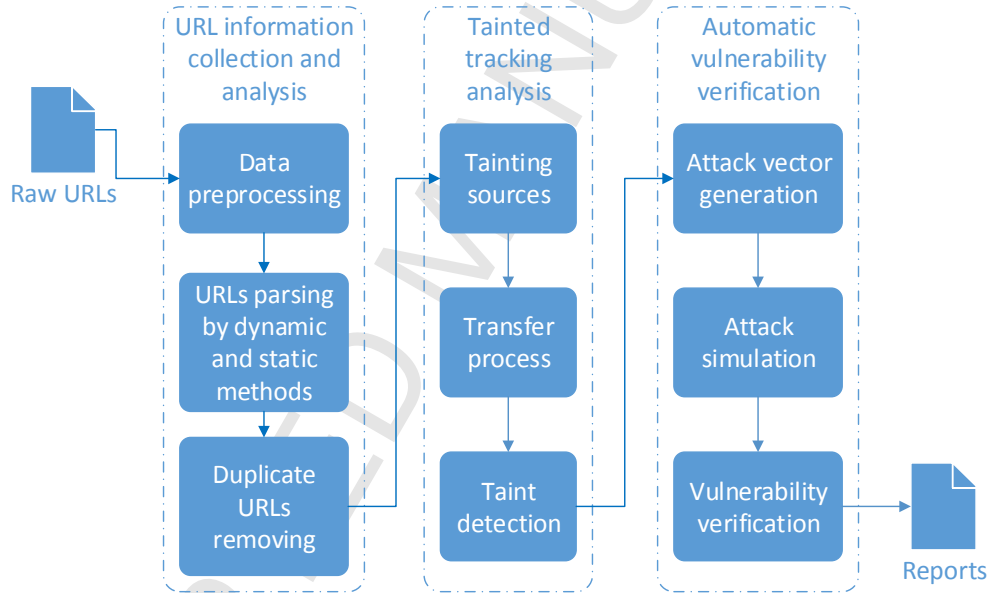 URL information
collection and
analysis
Tainted
tracking
analysis
Automatic
vulnerability
verification
Raw URLs
Data
preprocessing
URLs parsing
by dynamic
and static
methods
Duplicate
URLs
removing
Tainting
sources
Transfer
process
Taint
detection
Attack vector
generation
Attack
simulation
Vulnerability
verification
Reports